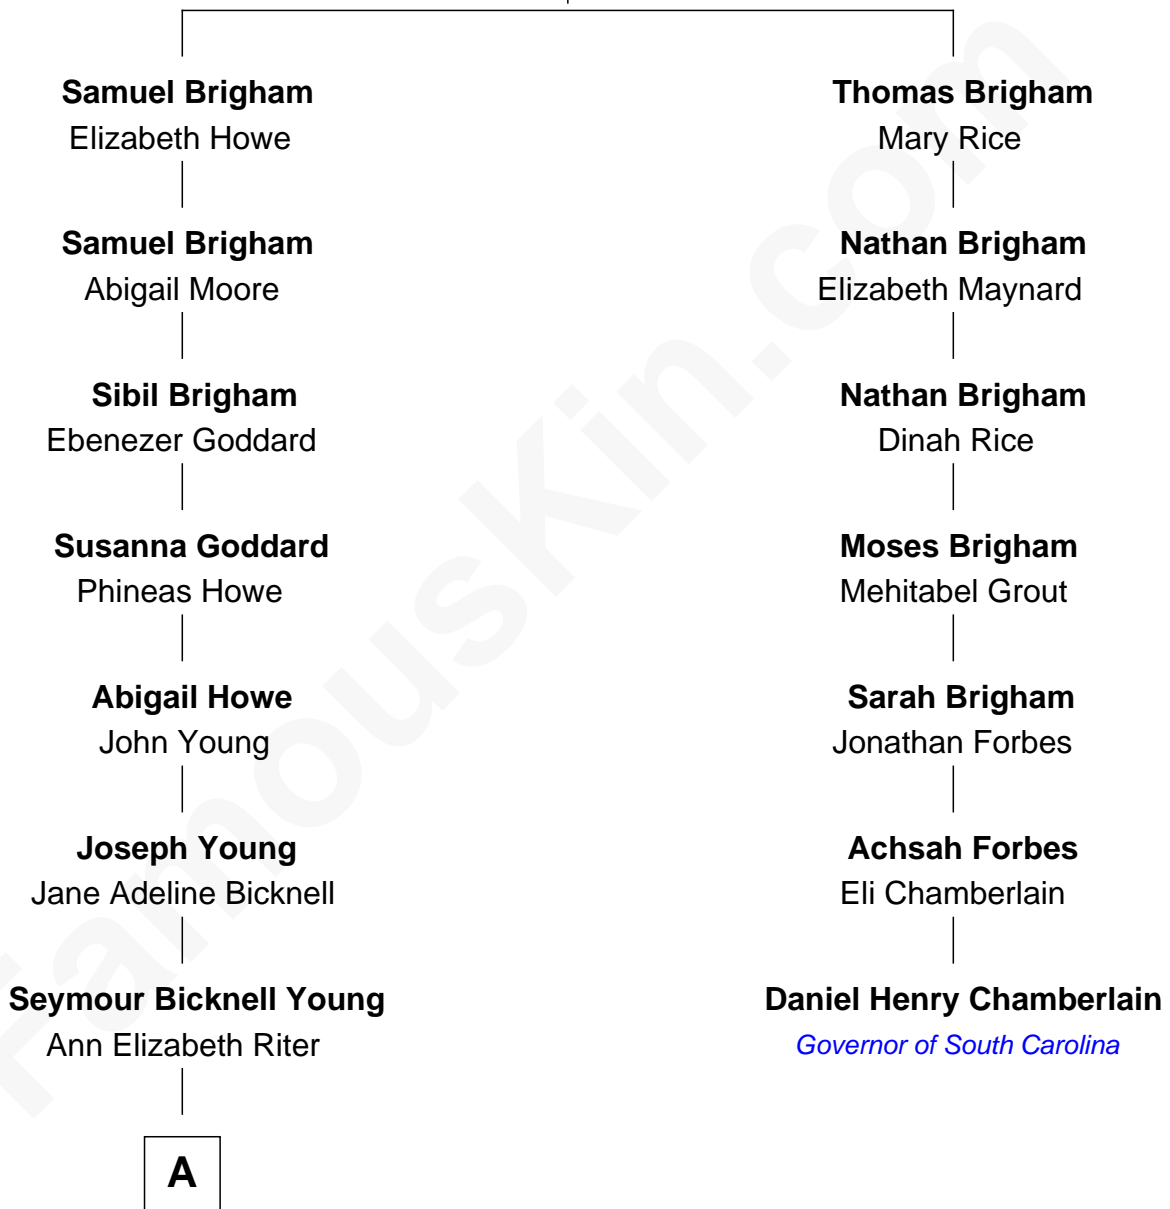 Samuel Brigham
Elizabeth Howe
Samuel Brigham
Abigail Moore
Sibil Brigham
Ebenezer Goddard
Susanna Goddard
Phineas Howe
Abigail Howe
John Young
Joseph Young
Jane Adeline Bicknell
Seymour Bicknell Young
Ann Elizabeth Riter
A
Thomas Brigham
Mary Rice
Nathan Brigham
Elizabeth Maynard
Nathan Brigham
Dinah Rice
Moses Brigham
Mehitabel Grout
Sarah Brigham
Jonathan Forbes
Achsah Forbes
Eli Chamberlain
Daniel Henry Chamberlain
Governor of South Carolina
FamousKin.com